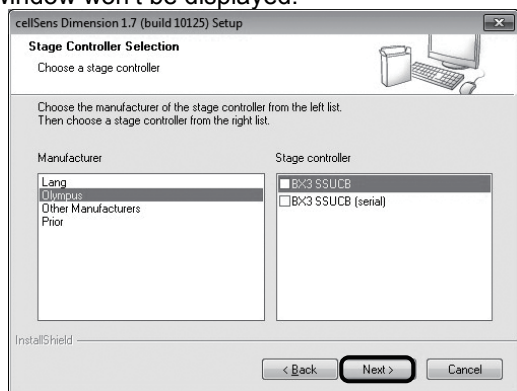 window won't be displayed.
cellSens Dimension 1.7 (build 10125) Setup
Stage Controller Selection
Choose a stage controller
Choose the manufacturer of the stage controller from the left list.
Then choose a stage controller from the right list.
Manufacturer
Stage controller
Lang
Olympus
Other Manufacturers
Prior
BX3 SSUCB
BX3 SSUCB (serial)
InstallShield
< Back
Next >
Cancel